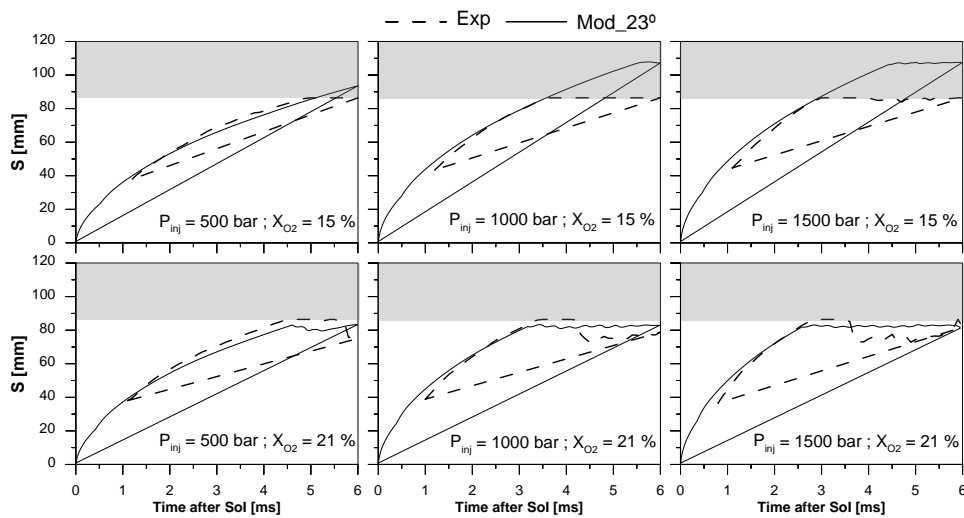 Exp Mod_23º
120
100
80
60
40
20
0
S [mm]
P_inj = 500 bar ; X_O2 = 15 %
P_inj = 1000 bar ; X_O2 = 15 %
P_inj = 1500 bar ; X_O2 = 15 %
120
100
80
60
40
20
0
S [mm]
P_inj = 500 bar ; X_O2 = 21 %
P_inj = 1000 bar ; X_O2 = 21 %
P_inj = 1500 bar ; X_O2 = 21 %
0 1 2 3 4 5 6 0 1 2 3 4 5 6 0 1 2 3 4 5 6
Time after SoI [ms] Time after SoI [ms] Time after SoI [ms]